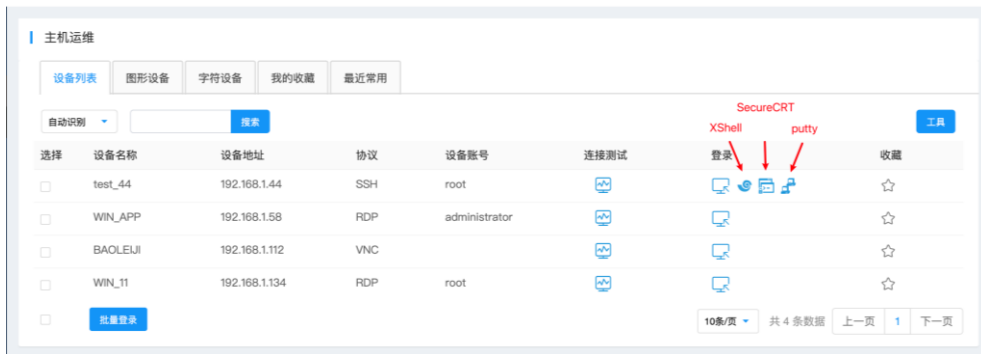 主机运维
设备列表 图形设备 字符设备 我的收藏 最近常用
SecureCRT
自动识别 搜索 XShell putty 工具
选择 设备名称 设备地址 协议 设备账号 连接测试 登录 收藏
test_44 192.168.1.44 SSH root
WIN_APP 192.168.1.58 RDP administrator
BAOLEIJI 192.168.1.112 VNC
WIN_11 192.168.1.134 RDP root
批量登录 10条/页 共 4 条数据 上一页 1 下一页